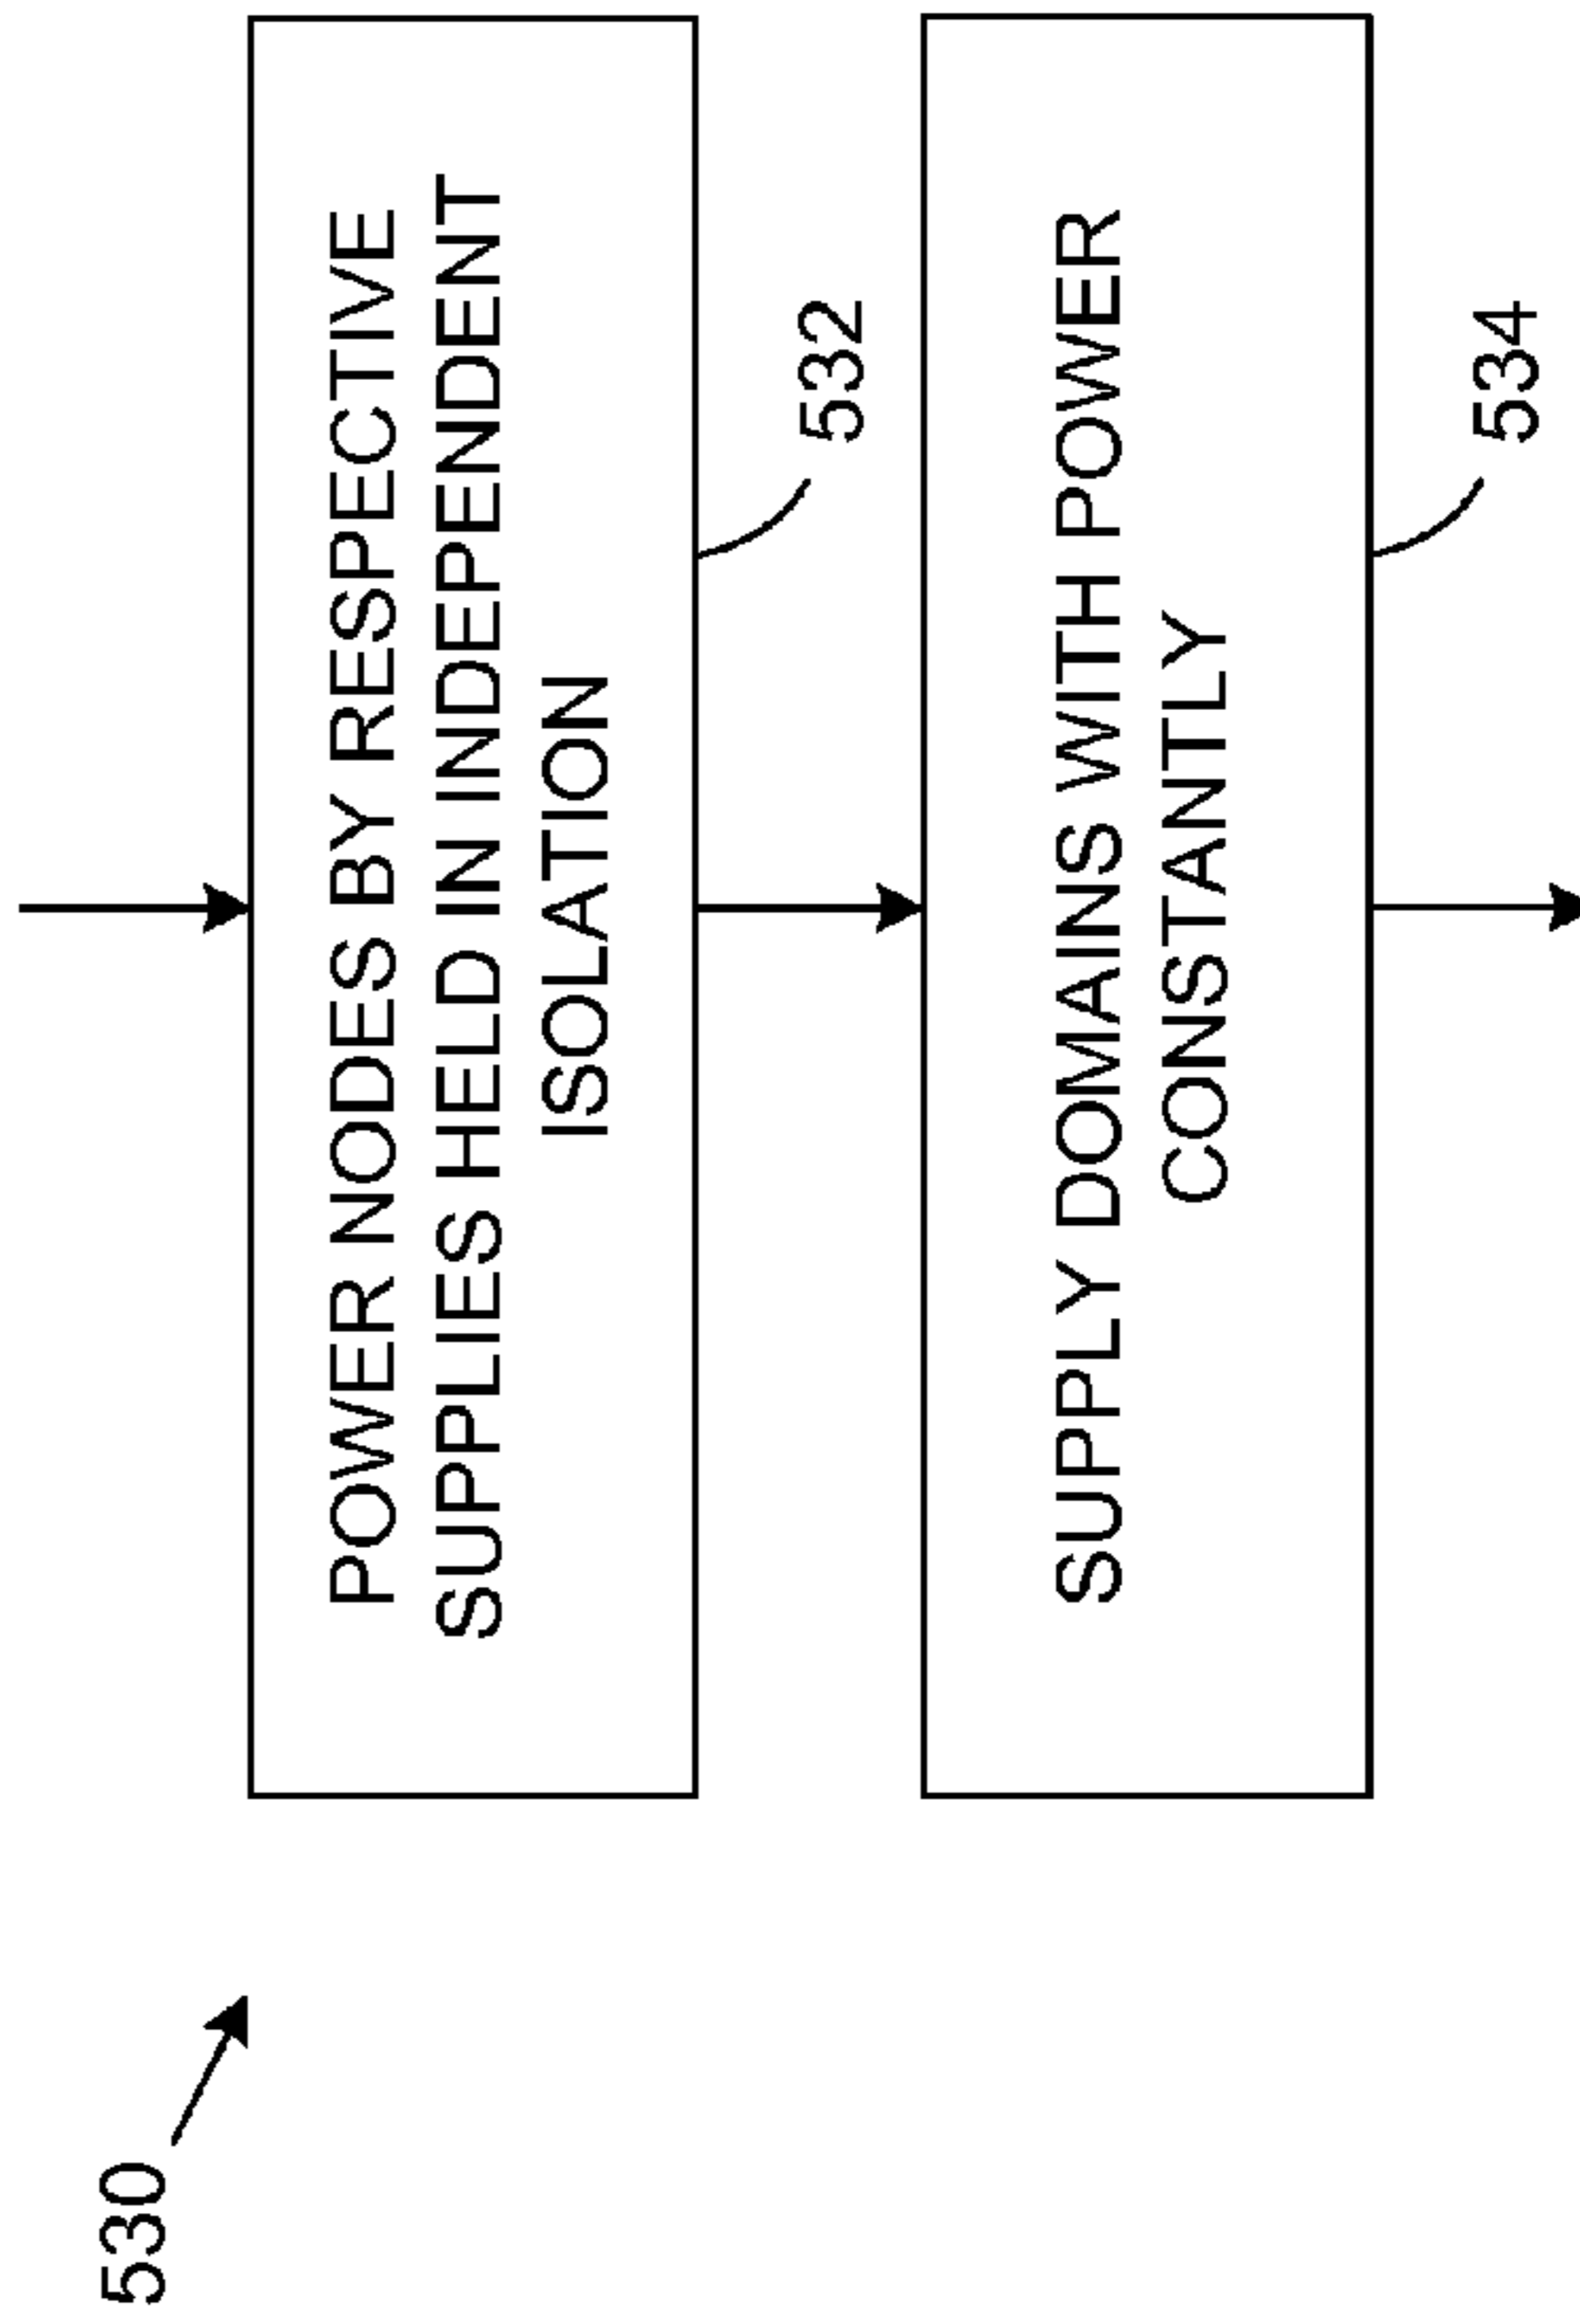 530
POWER NODES BY RESPECTIVE
SUPPLIES HELD IN INDEPENDENT
ISOLATION
532
SUPPLY DOMAINS WITH POWER
CONSTANTLY
534